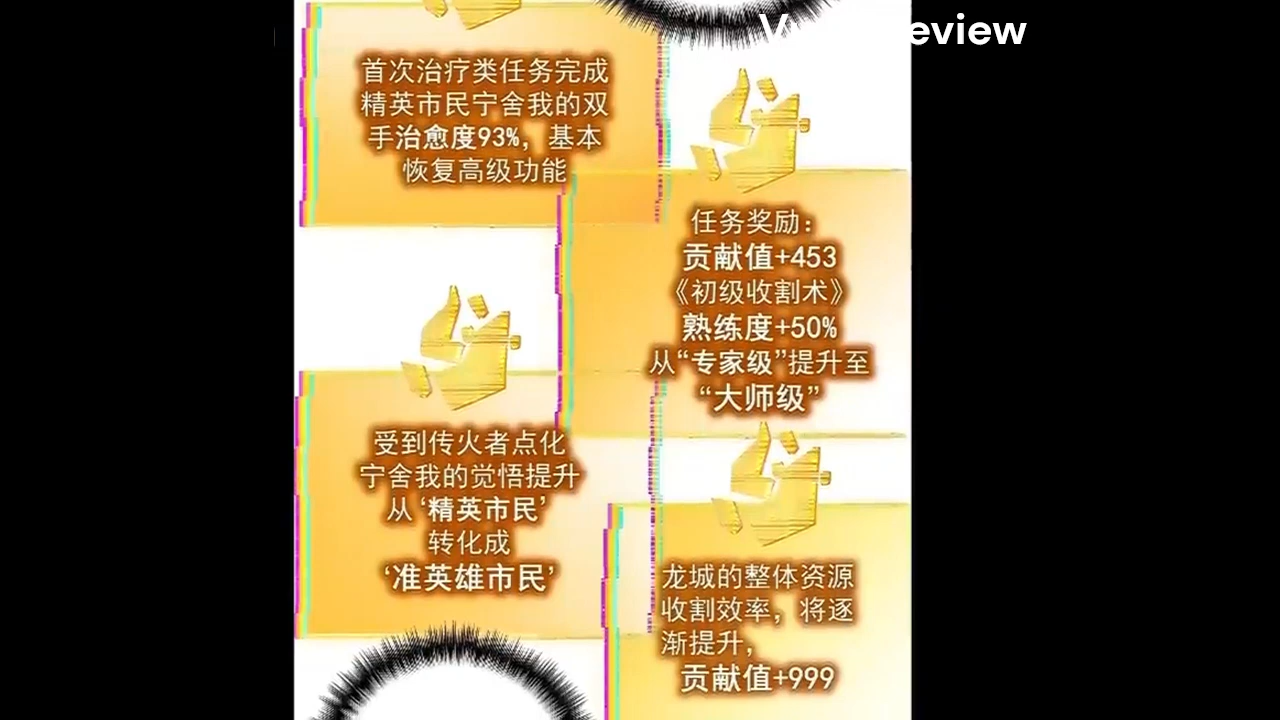 首次治疗类任务完成
精英市民宁舍我的双
手治愈度93%，基本
恢复高级功能
任务奖励：
贡献值+453
《初级收割术》
熟练度+50%
从“专家级”提升至
“大师级”
受到传火者点化
宁舍我的觉悟提升
从‘精英市民’
转化成
‘准英雄市民’
龙城的整体资源
收割效率，将逐
渐提升，
贡献值+999